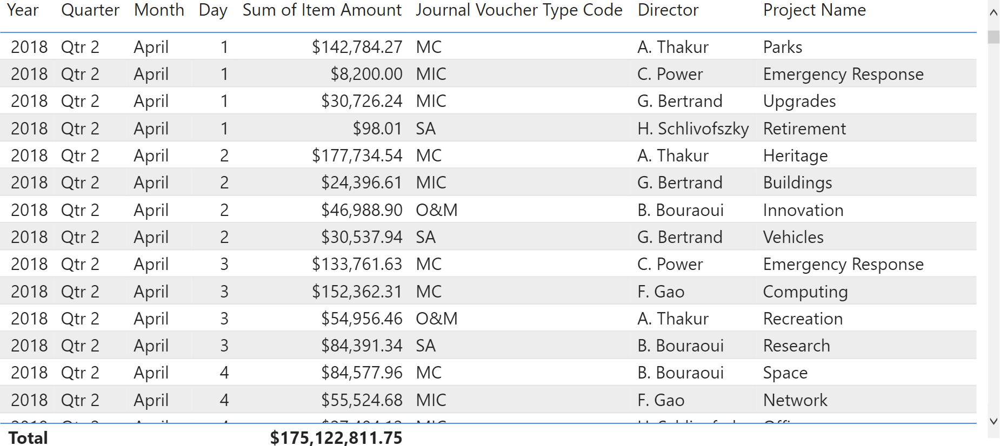 Year Quarter Month Day Sum of Item Amount Journal Voucher Type Code Director Project Name
2018 Qtr 2 April 1 $142,784.27 MC A. Thakur Parks
2018 Qtr 2 April 1 $8,200.00 MIC C. Power Emergency Response
2018 Qtr 2 April 1 $30,726.24 MIC G. Bertrand Upgrades
2018 Qtr 2 April 1 $98.01 SA H. Schlivofszky Retirement
2018 Qtr 2 April 2 $177,734.54 MC A. Thakur Heritage
2018 Qtr 2 April 2 $24,396.61 MIC G. Bertrand Buildings
2018 Qtr 2 April 2 $46,988.90 O&M B. Bouraoui Innovation
2018 Qtr 2 April 2 $30,537.94 SA G. Bertrand Vehicles
2018 Qtr 2 April 3 $133,761.63 MC C. Power Emergency Response
2018 Qtr 2 April 3 $152,362.31 MC F. Gao Computing
2018 Qtr 2 April 3 $54,956.46 O&M A. Thakur Recreation
2018 Qtr 2 April 3 $84,391.34 SA B. Bouraoui Research
2018 Qtr 2 April 4 $84,577.96 MC B. Bouraoui Space
2018 Qtr 2 April 4 $55,524.68 MIC F. Gao Network
Total $175,122,811.75